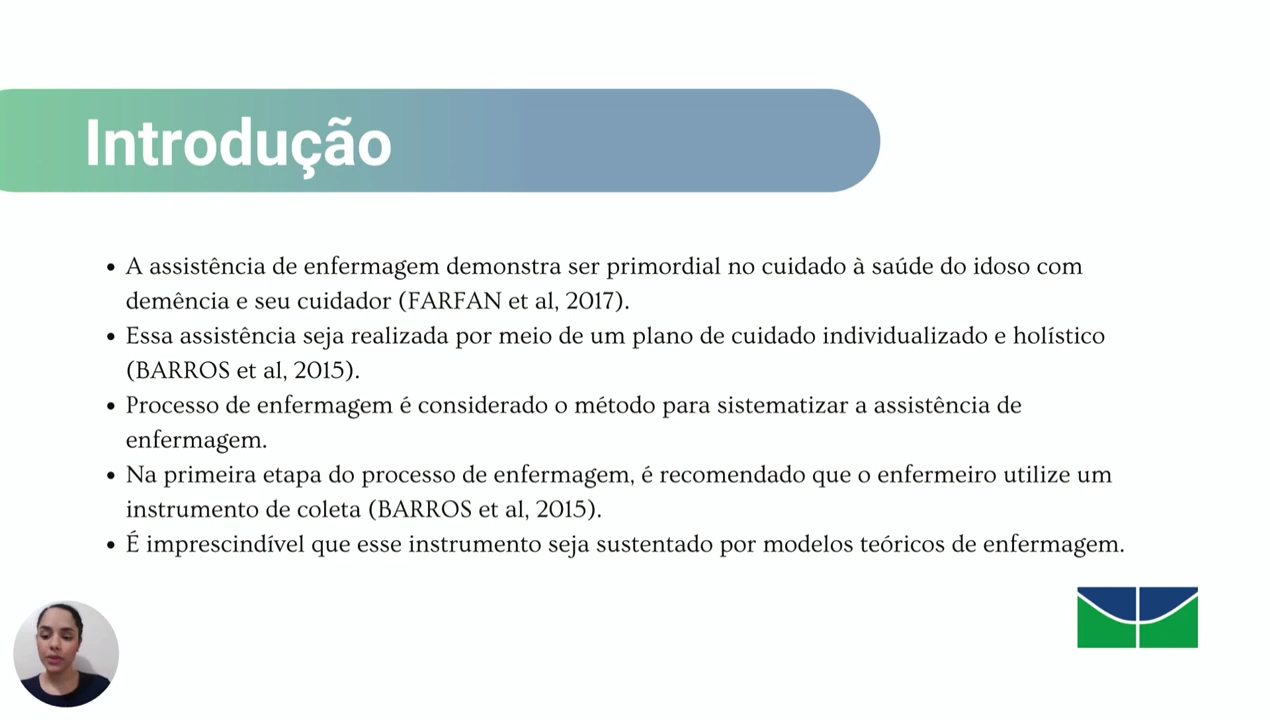 Introdução
• A assistência de enfermagem demonstra ser primordial no cuidado à saúde do idoso com
demência e seu cuidador (FARFAN et al, 2017).
• Essa assistência seja realizada por meio de um plano de cuidado individualizado e holístico
(BARROS et al, 2015).
• Processo de enfermagem é considerado o método para sistematizar a assistência de
enfermagem.
• Na primeira etapa do processo de enfermagem, é recomendado que o enfermeiro utilize um
instrumento de coleta (BARROS et al, 2015).
• É imprescindível que esse instrumento seja sustentado por modelos teóricos de enfermagem.